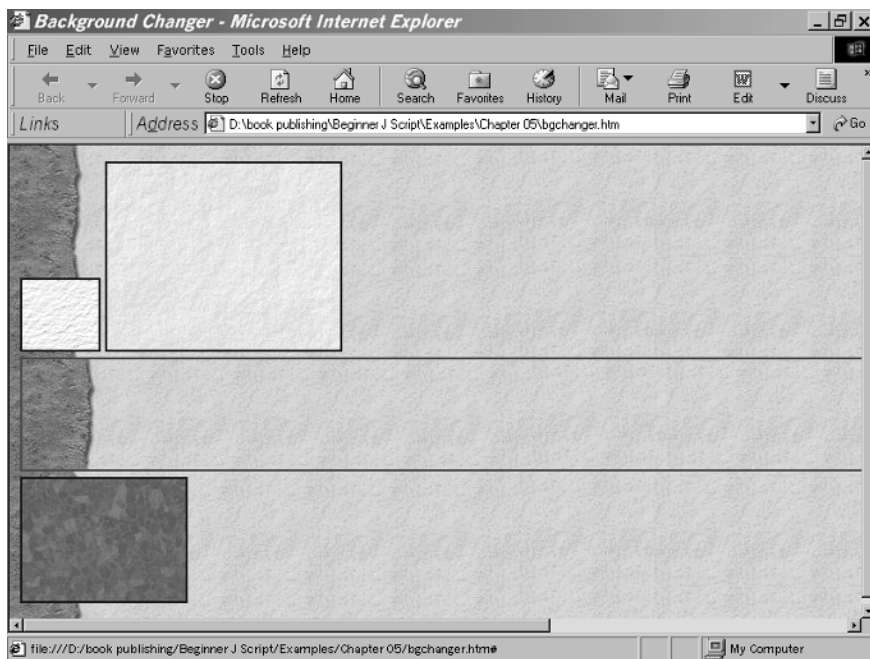 Background Changer - Microsoft Internet Explorer
File Edit View Favorites Tools Help
Back Forward Stop Refresh Home Search Favorites History Mail Print Edit Discuss »
Links Address D:\book publishing\Beginner J Script\Examples\Chapter 05\bgchanger.htm Go
file:///D:/book publishing/Beginner J Script/Examples/Chapter 05/bgchanger.htm# My Computer